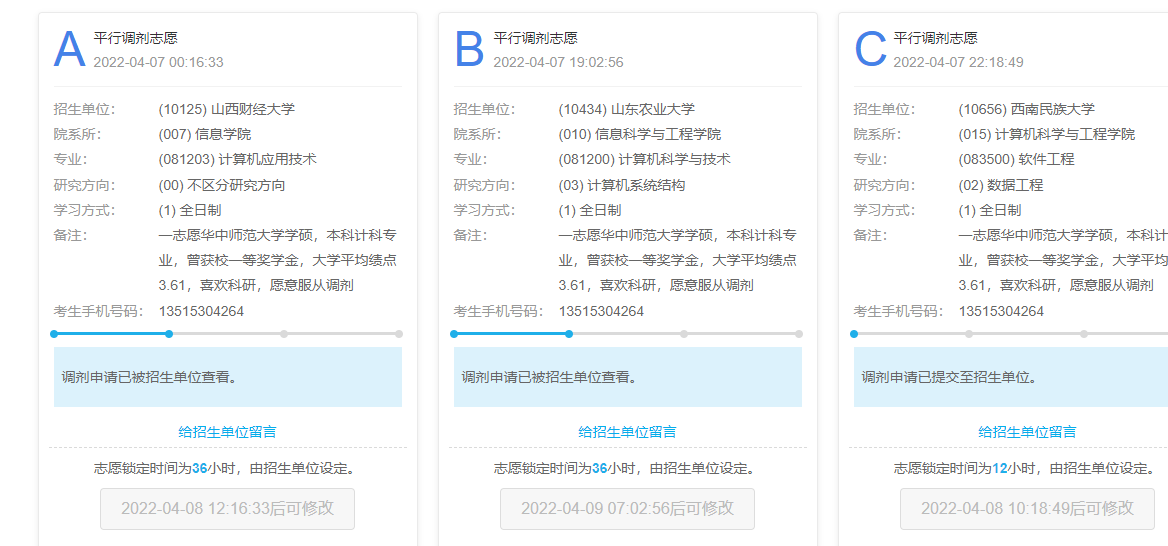 A 平行调剂志愿
2022-04-07 00:16:33
招生单位： (10125) 山西财经大学
院系所： (007) 信息学院
专业： (081203) 计算机应用技术
研究方向： (00) 不区分研究方向
学习方式： (1) 全日制
备注： 一志愿华中师范大学学硕，本科计科专
业，曾获校一等奖学金，大学平均绩点
3.61，喜欢科研，愿意服从调剂
考生手机号码： 13515304264
调剂申请已被招生单位查看。
给招生单位留言
志愿锁定时间为36小时，由招生单位设定。
2022-04-08 12:16:33后可修改
B 平行调剂志愿
2022-04-07 19:02:56
招生单位： (10434) 山东农业大学
院系所： (010) 信息科学与工程学院
专业： (081200) 计算机科学与技术
研究方向： (03) 计算机系统结构
学习方式： (1) 全日制
备注： 一志愿华中师范大学学硕，本科计科专
业，曾获校一等奖学金，大学平均绩点
3.61，喜欢科研，愿意服从调剂
考生手机号码： 13515304264
调剂申请已被招生单位查看。
给招生单位留言
志愿锁定时间为36小时，由招生单位设定。
2022-04-09 07:02:56后可修改
C 平行调剂志愿
2022-04-07 22:18:49
招生单位： (10656) 西南民族大学
院系所： (015) 计算机科学与工程学院
专业： (083500) 软件工程
研究方向： (02) 数据工程
学习方式： (1) 全日制
备注： 一志愿华中师范大学学硕，本科计
业，曾获校一等奖学金，大学平均
3.61，喜欢科研，愿意服从调剂
考生手机号码： 13515304264
调剂申请已提交至招生单位。
给招生单位留言
志愿锁定时间为12小时，由招生单位设定。
2022-04-08 10:18:49后可修改